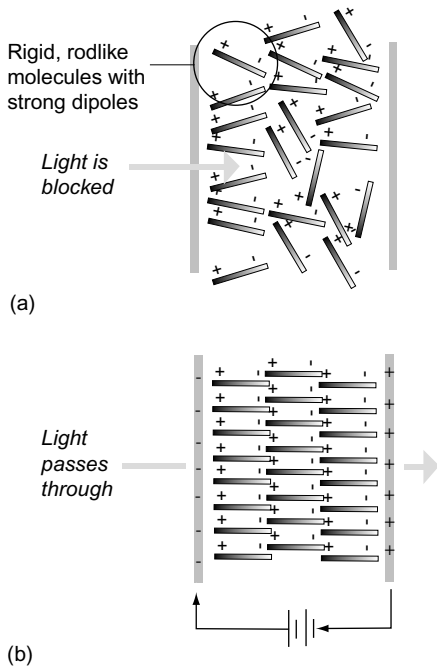 Rigid, rodlike
molecules with
strong dipoles
Light is
blocked
(a)
Light
passes
through
(b)